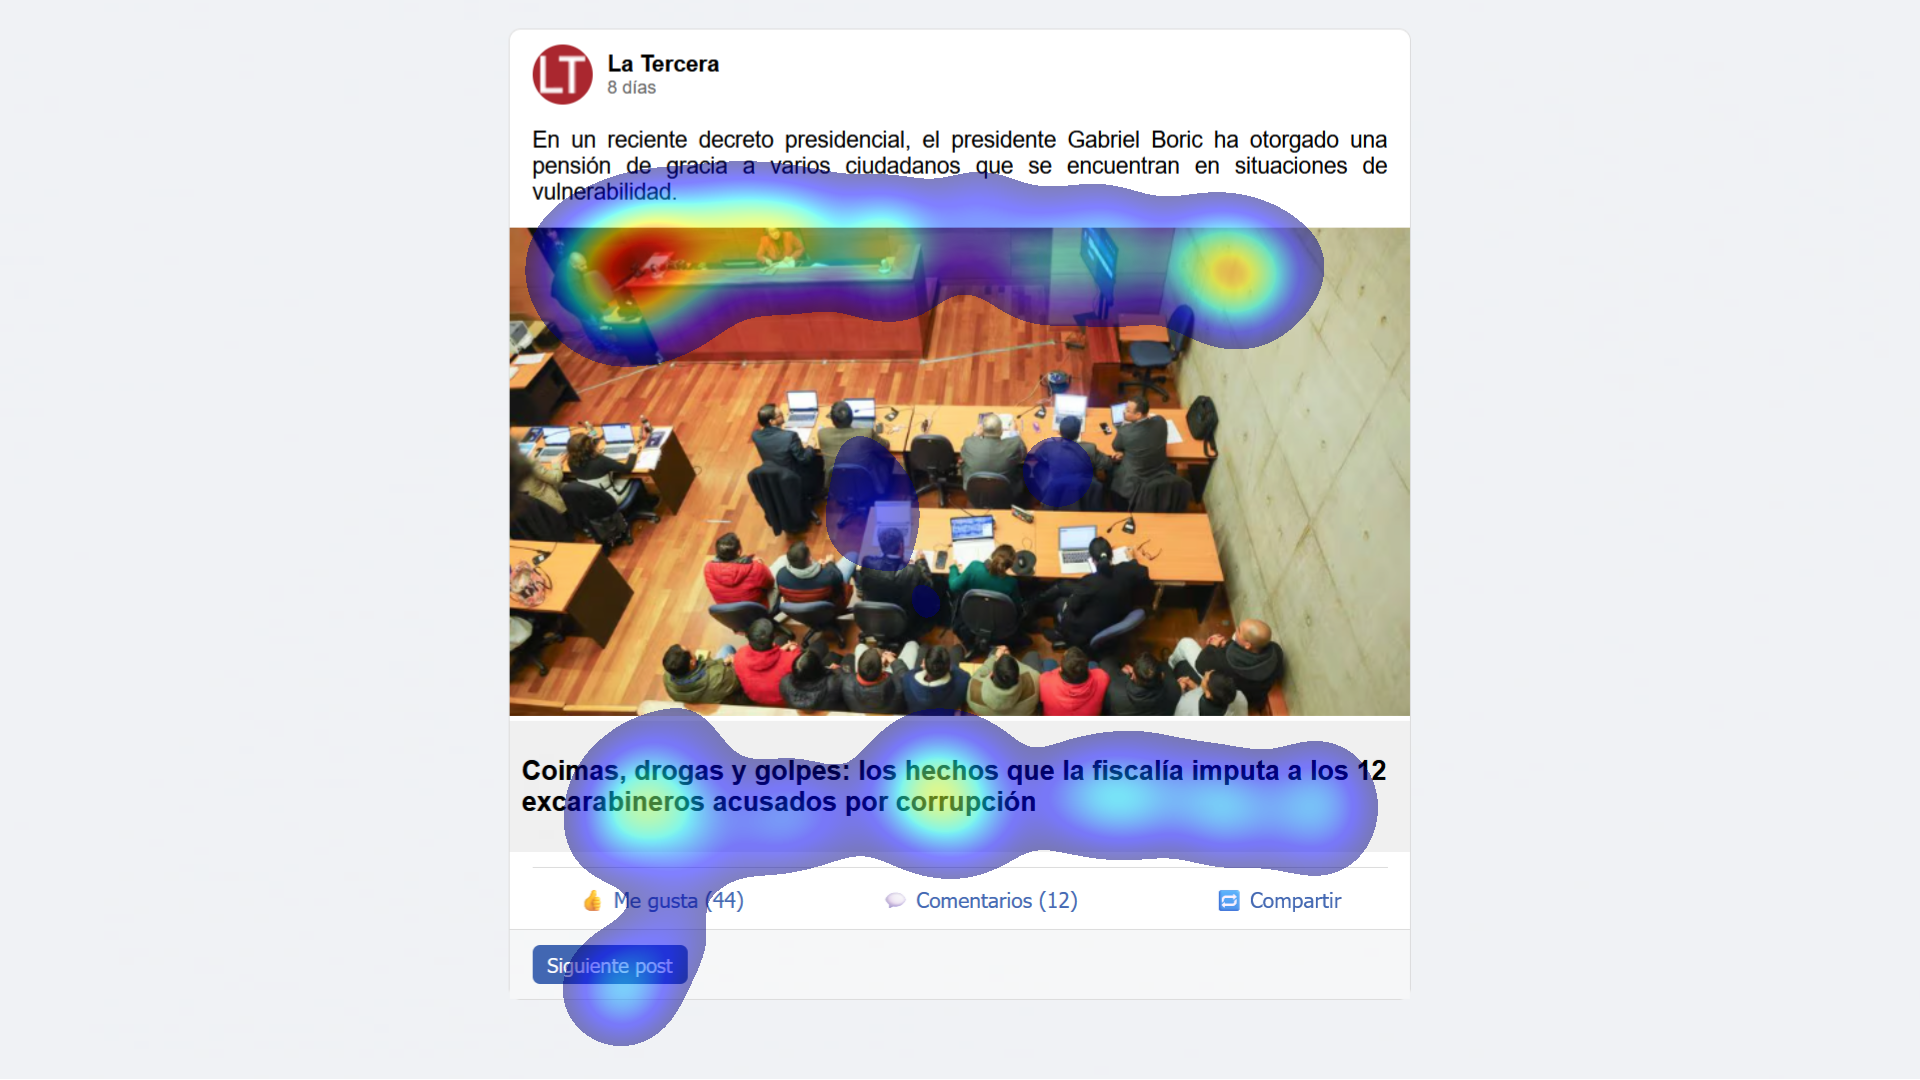 LT
La Tercera
8 días
En un reciente decreto presidencial, el presidente Gabriel Boric ha otorgado una
pensión de gracia a varios ciudadanos que se encuentran en situaciones de
vulnerabilidad.
Coimas, drogas y golpes: los hechos que la fiscalía imputa a los 12
excarabineros acusados por corrupción
Me gusta (44)
Comentarios (12)
Compartir
Siguiente post